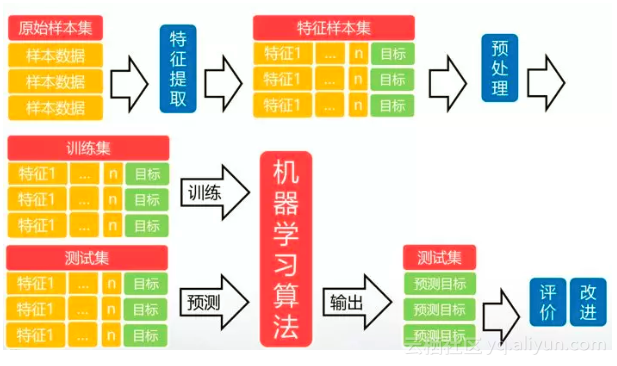 原始样本集
样本数据
样本数据
样本数据
特征提取
特征样本集
特征1 ... n 目标
特征1 ... n 目标
特征1 ... n 目标
预处理
训练集
特征1 ... n 目标
特征1 ... n 目标
特征1 ... n 目标
训练
测试集
特征1 ... n 目标
特征1 ... n 目标
特征1 ... n 目标
预测
机器学习算法
输出
测试集
预测目标
预测目标
预测目标
评价
改进
云栖社区 yq.aliyun.com